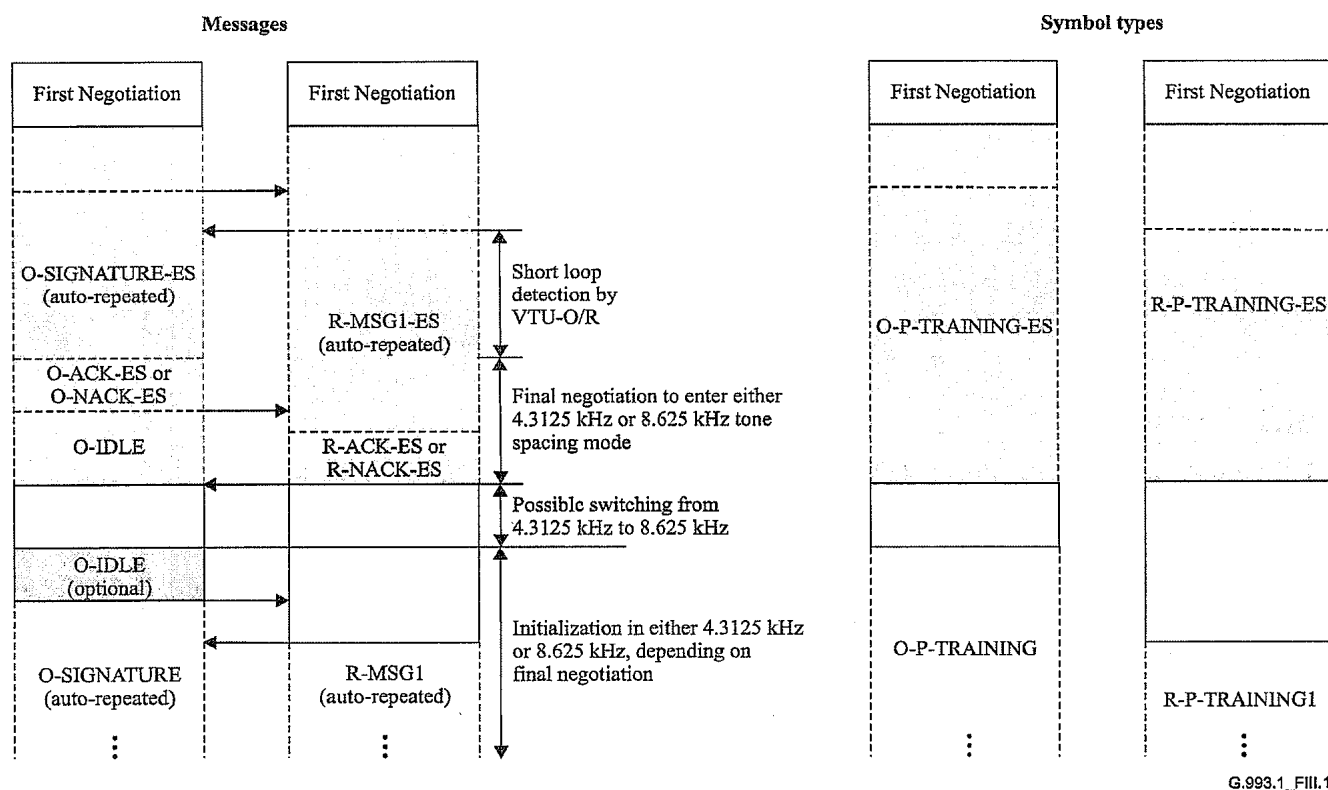 Messages
Symbol types
First Negotiation
First Negotiation
First Negotiation
First Negotiation
O-SIGNATURE-ES
(auto-repeated)
R-MSG1-ES
(auto-repeated)
Short loop
detection by
VTU-O/R
O-P-TRAINING-ES
R-P-TRAINING-ES
O-ACK-ES or
O-NACK-ES
O-IDLE
R-ACK-ES or
R-NACK-ES
Final negotiation to enter either
4.3125 kHz or 8.625 kHz tone
spacing mode
Possible switching from
4.3125 kHz to 8.625 kHz
O-IDLE
(optional)
Initialization in either 4.3125 kHz
or 8.625 kHz, depending on
final negotiation
O-SIGNATURE
(auto-repeated)
R-MSG1
(auto-repeated)
O-P-TRAINING
R-P-TRAINING1
G.993.1_FIII.1